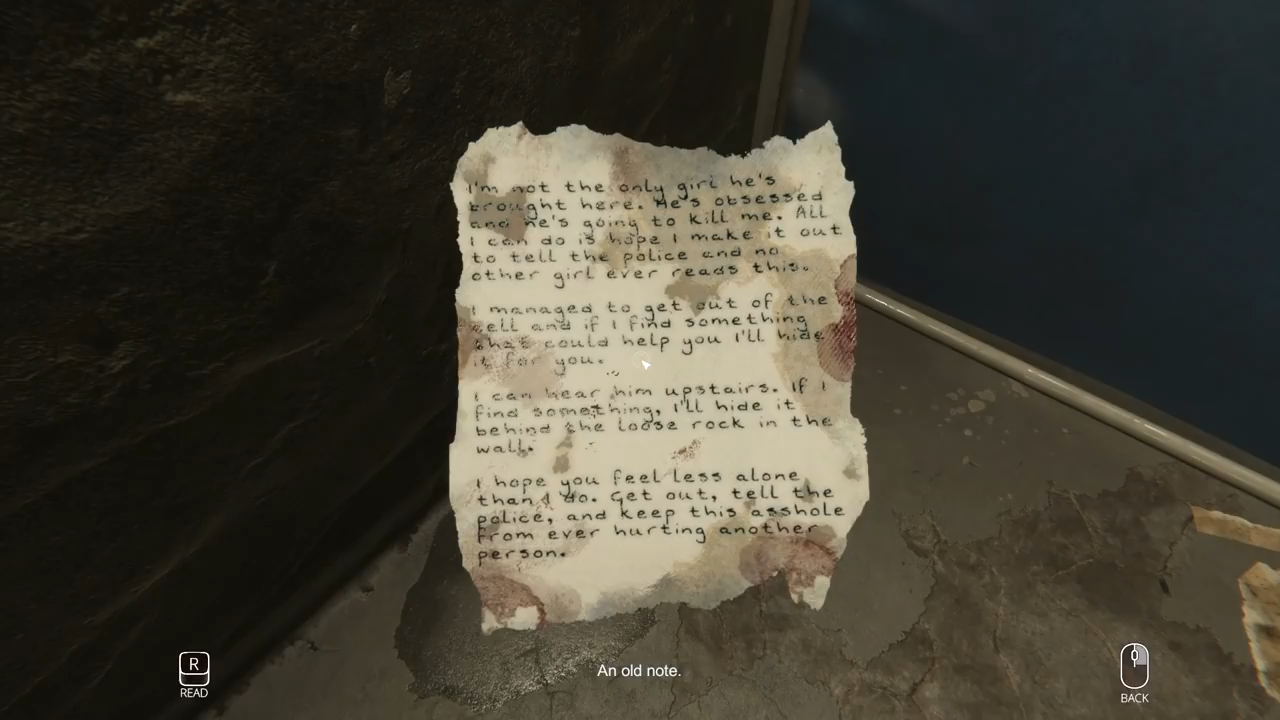 I'm not the only girl he's
brought here. He's obsessed
and he's going to kill me. All
I can do is hope I make it out
to tell the police and no
other girl ever reads this.
I managed to get out of the
cell and if I find something
that could help you I'll hide
it for you.
I can hear him upstairs. If I
find something, I'll hide it
behind the loose rock in the
wall.
I hope you feel less alone
than I do. Get out, tell the
police, and keep this asshole
from ever hurting another
person.
R
READ
An old note.
BACK